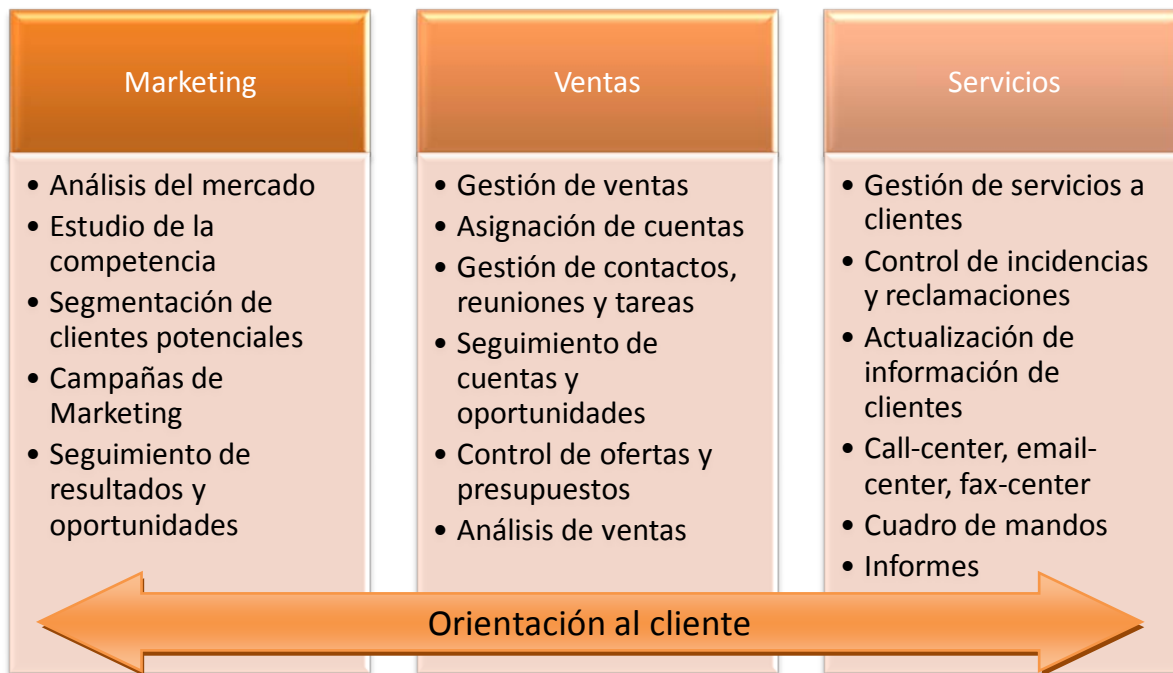 Marketing
• Análisis del mercado
• Estudio de la
competencia
• Segmentación de
clientes potenciales
• Campañas de
Marketing
• Seguimiento de
resultados y
oportunidades
Ventas
• Gestión de ventas
• Asignación de cuentas
• Gestión de contactos,
reuniones y tareas
• Seguimiento de
cuentas y
oportunidades
• Control de ofertas y
presupuestos
• Análisis de ventas
Servicios
• Gestión de servicios a
clientes
• Control de incidencias
y reclamaciones
• Actualización de
información de
clientes
• Call-center, email-
center, fax-center
• Cuadro de mandos
• Informes
Orientación al cliente